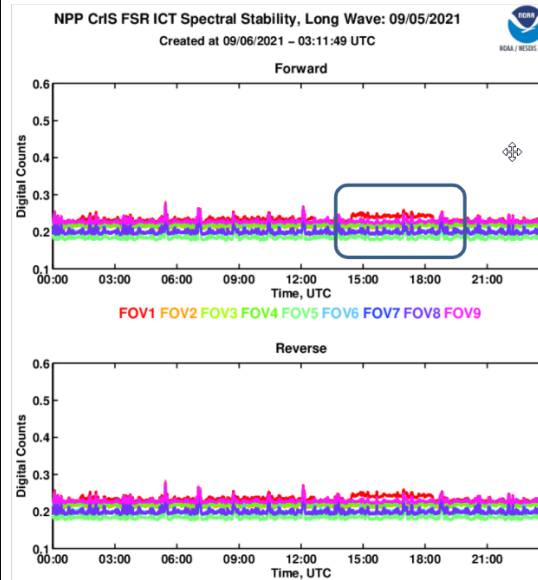 NPP CrIS FSR ICT Spectral Stability, Long Wave: 09/05/2021
Created at 09/06/2021 – 03:11:49 UTC
NOAA
NOAA / NESDIS
Forward
0.6
0.5
0.4
0.3
0.2
0.1
Digital Counts
00:00 03:00 06:00 09:00 12:00 15:00 18:00 21:00
Time, UTC
FOV1 FOV2 FOV3 FOV4 FOV5 FOV6 FOV7 FOV8 FOV9
Reverse
0.6
0.5
0.4
0.3
0.2
0.1
Digital Counts
00:00 03:00 06:00 09:00 12:00 15:00 18:00 21:00
Time, UTC